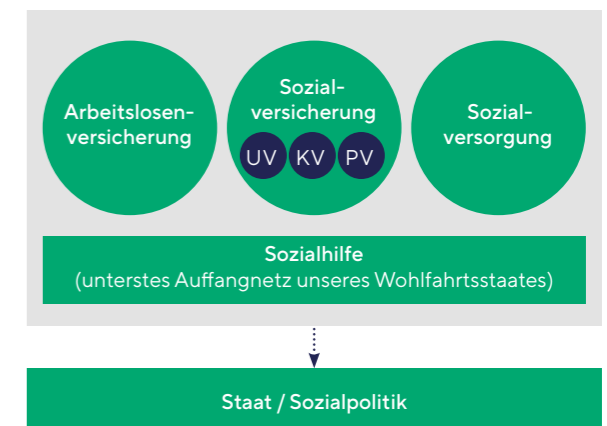 Arbeitslosen-
versicherung
Sozial-
versicherung
UV KV PV
Sozial-
versorgung
Sozialhilfe
(unterstes Auffangnetz unseres Wohlfahrtsstaates)
Staat / Sozialpolitik